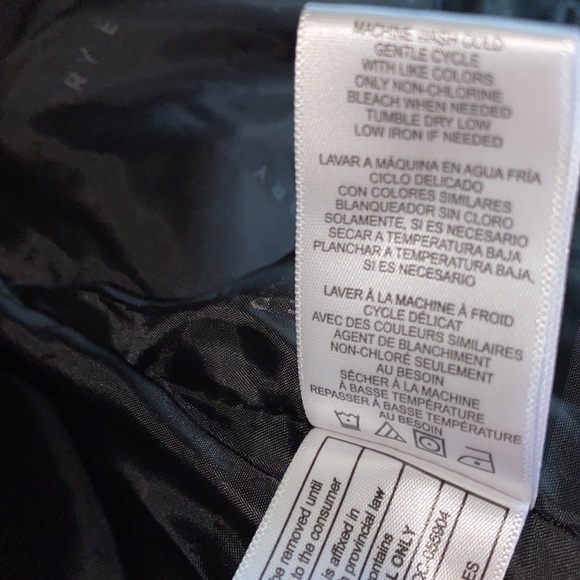 MACHINE WASH COLD
GENTLE CYCLE
WITH LIKE COLORS
ONLY NON-CHLORINE
BLEACH WHEN NEEDED
TUMBLE DRY LOW
LOW IRON IF NEEDED
LAVAR A MÁQUINA EN AGUA FRÍA
CICLO DELICADO
CON COLORES SIMILARES
BLANQUEADOR SIN CLORO
SOLAMENTE, SI ES NECESARIO
SECAR A TEMPERATURA BAJA
PLANCHAR A TEMPERATURA BAJA,
SI ES NECESARIO
LAVER À LA MACHINE À FROID
CYCLE DÉLICAT
AVEC DES COULEURS SIMILAIRES
AGENT DE BLANCHIMENT
NON-CHLORÉ SEULEMENT
AU BESOIN
SÉCHER À LA MACHINE
À BASSE TEMPÉRATURE
REPASSER À BASSE TEMPÉRATURE
AU BESOIN
be removed until
to the consumer
is affixed in
provincial law
contains
L ONLY
OC-055904
ES
RYE